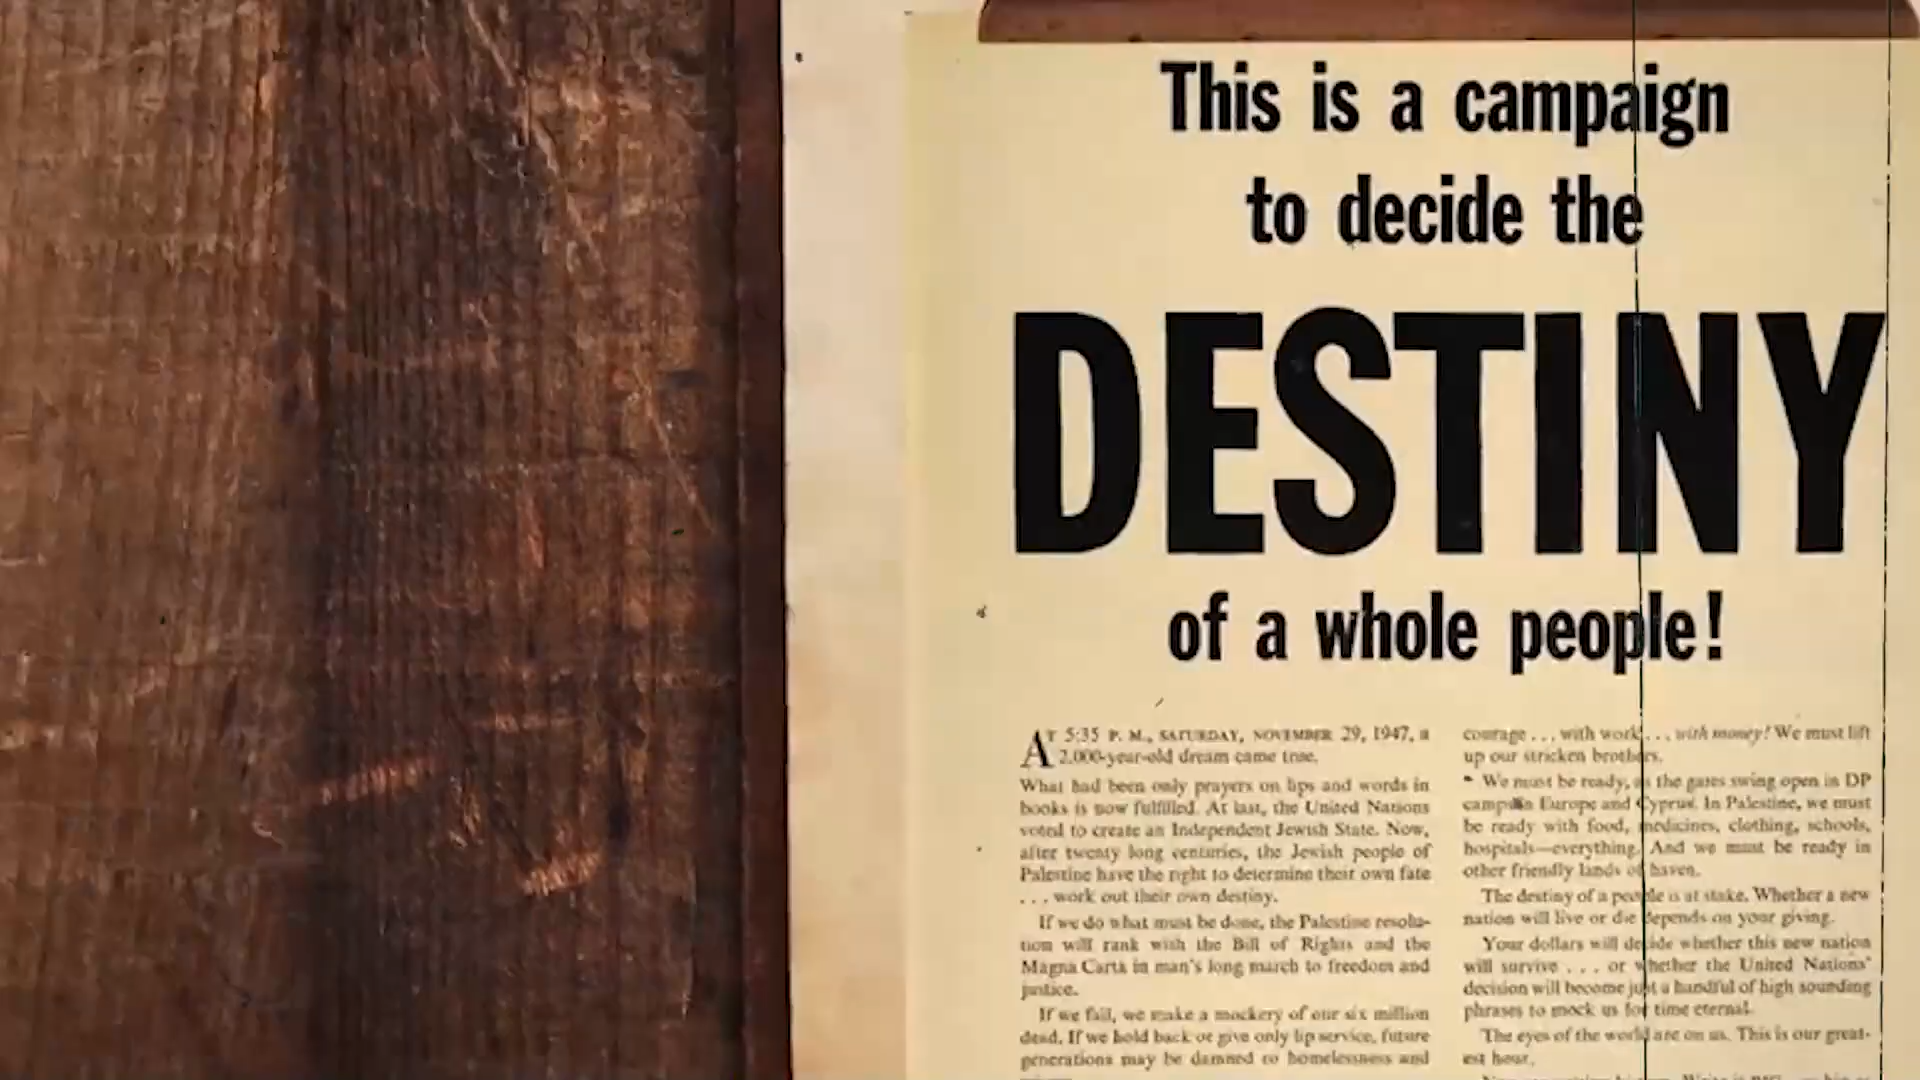 This is a campaign
to decide the
DESTINY
of a whole people!
AT 5:35 P. M., SATURDAY, NOVEMBER 29, 1947, a
2,000-year-old dream came true.
What had been only prayers on lips and words in
books is now fulfilled. At last, the United Nations
voted to create an Independent Jewish State. Now,
after twenty long centuries, the Jewish people of
Palestine have the right to determine their own fate
. . . work out their own destiny.
If we do what must be done, the Palestine resolu-
tion will rank with the Bill of Rights and the
Magna Carta in man's long march to freedom and
justice.
If we fail, we make a mockery of our six million
dead. If we hold back or give only lip service, future
generations may be damned to homelessness and
courage . . . with work . . . with money! We must lift
up our stricken brothers.
We must be ready, as the gates swing open in DP
camps in Europe and Cyprus. In Palestine, we must
be ready with food, medicines, clothing, schools,
hospitals—everything. And we must be ready in
other friendly lands of haven.
The destiny of a people is at stake. Whether a new
nation will live or die depends on your giving.
Your dollars will decide whether this new nation
will survive . . . or whether the United Nations'
decision will become just a handful of high sounding
phrases to mock us for time eternal.
The eyes of the world are on us. This is our great-
est hour.